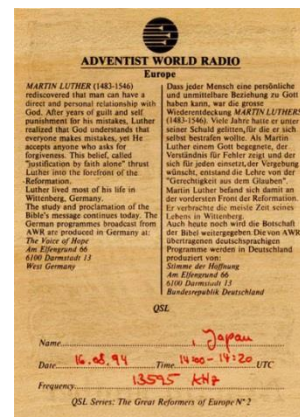 ADVENTIST WORLD RADIO
Europe
MARTIN LUTHER (1483-1546)
rediscovered that man can have a
direct and personal relationship with
God. After years of guilt and self
punishment for his mistakes, Luther
realized that God understands that
everyone makes mistakes, yet He
accepts anyone who asks for
forgiveness. This belief, called
"justification by faith alone" thrust
Luther into the forefront of the
Reformation.
Luther lived most of his life in
Wittenberg, Germany.
The study and proclamation of the
Bible's message continues today. The
German programmes broadcast from
AWR are produced in Germany at:
The Voice of Hope
Am Elfengrund 66
6100 Darmstadt 13
West Germany
Dass jeder Mensch eine persönliche
und unmittelbare Beziehung zu Gott
haben kann, war die grosse
Wiederentdeckung MARTIN LUTHERS
(1483-1546). Viele Jahre hatte er unter
seiner Schuld gelitten, für die er sich
selbst bestrafen wollte. Als Martin
Luther einem Gott begegnete, der
Verständnis für Fehler zeigt und der
sich für jeden einsetzt, der Vergebung
wünscht, entstand die Lehre von der
"Gerechtigkeit aus dem Glauben".
Martin Luther befand sich damit an
der vordersten Front der Reformation.
Er verbrachte die meiste Zeit seines
Lebens in Wittenberg.
Auch heute noch wird die Botschaft
der Bibel weitergegeben. Die von AWR
übertragenen deutschsprachigen
Programme werden in Deutschland
produziert von:
Stimme der Hoffnung
Am Elfengrund 66
6100 Darmstadt 13
Bundesrepublik Deutschland
QSL
Name , Japan
Date 16.08.94 Time 14:00-14:20 UTC
Frequency 13595 kHz
QSL Series: The Great Reformers of Europe N° 2